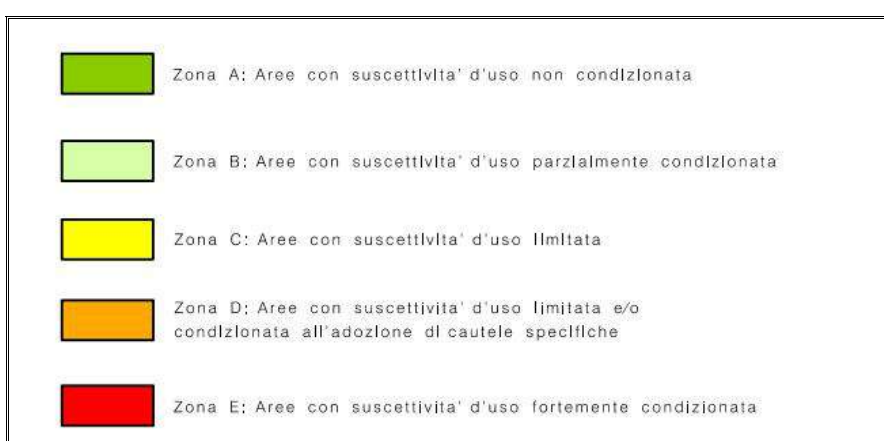 Zona A: Aree con suscettivita' d'uso non condizionata
Zona B: Aree con suscettivita' d'uso parzialmente condizionata
Zona C: Aree con suscettivita' d'uso limitata
Zona D: Aree con suscettivita' d'uso limitata e/o
condizionata all'adozione di cautele specifiche
Zona E: Aree con suscettivita' d'uso fortemente condizionata